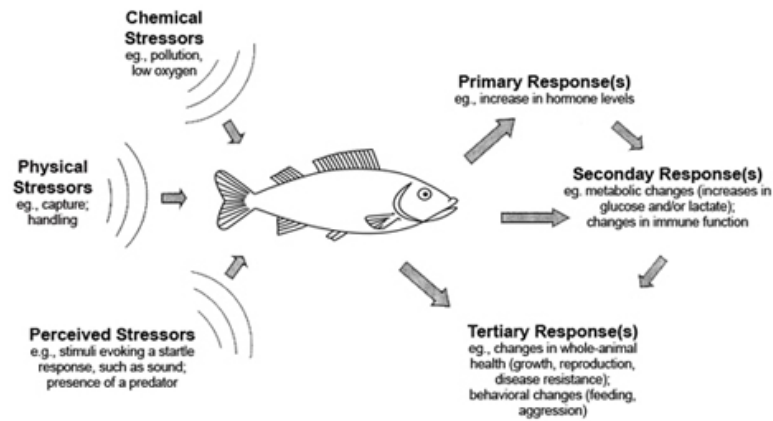 Chemical
Stressors
eg., pollution,
low oxygen
Physical
Stressors
eg., capture;
handling
Perceived Stressors
e.g., stimuli evoking a startle
response, such as sound;
presence of a predator
Primary Response(s)
eg., increase in hormone levels
Seconday Response(s)
eg. metabolic changes (increases in
glucose and/or lactate);
changes in immune function
Tertiary Response(s)
eg., changes in whole-animal
health (growth, reproduction,
disease resistance);
behavioral changes (feeding,
aggression)